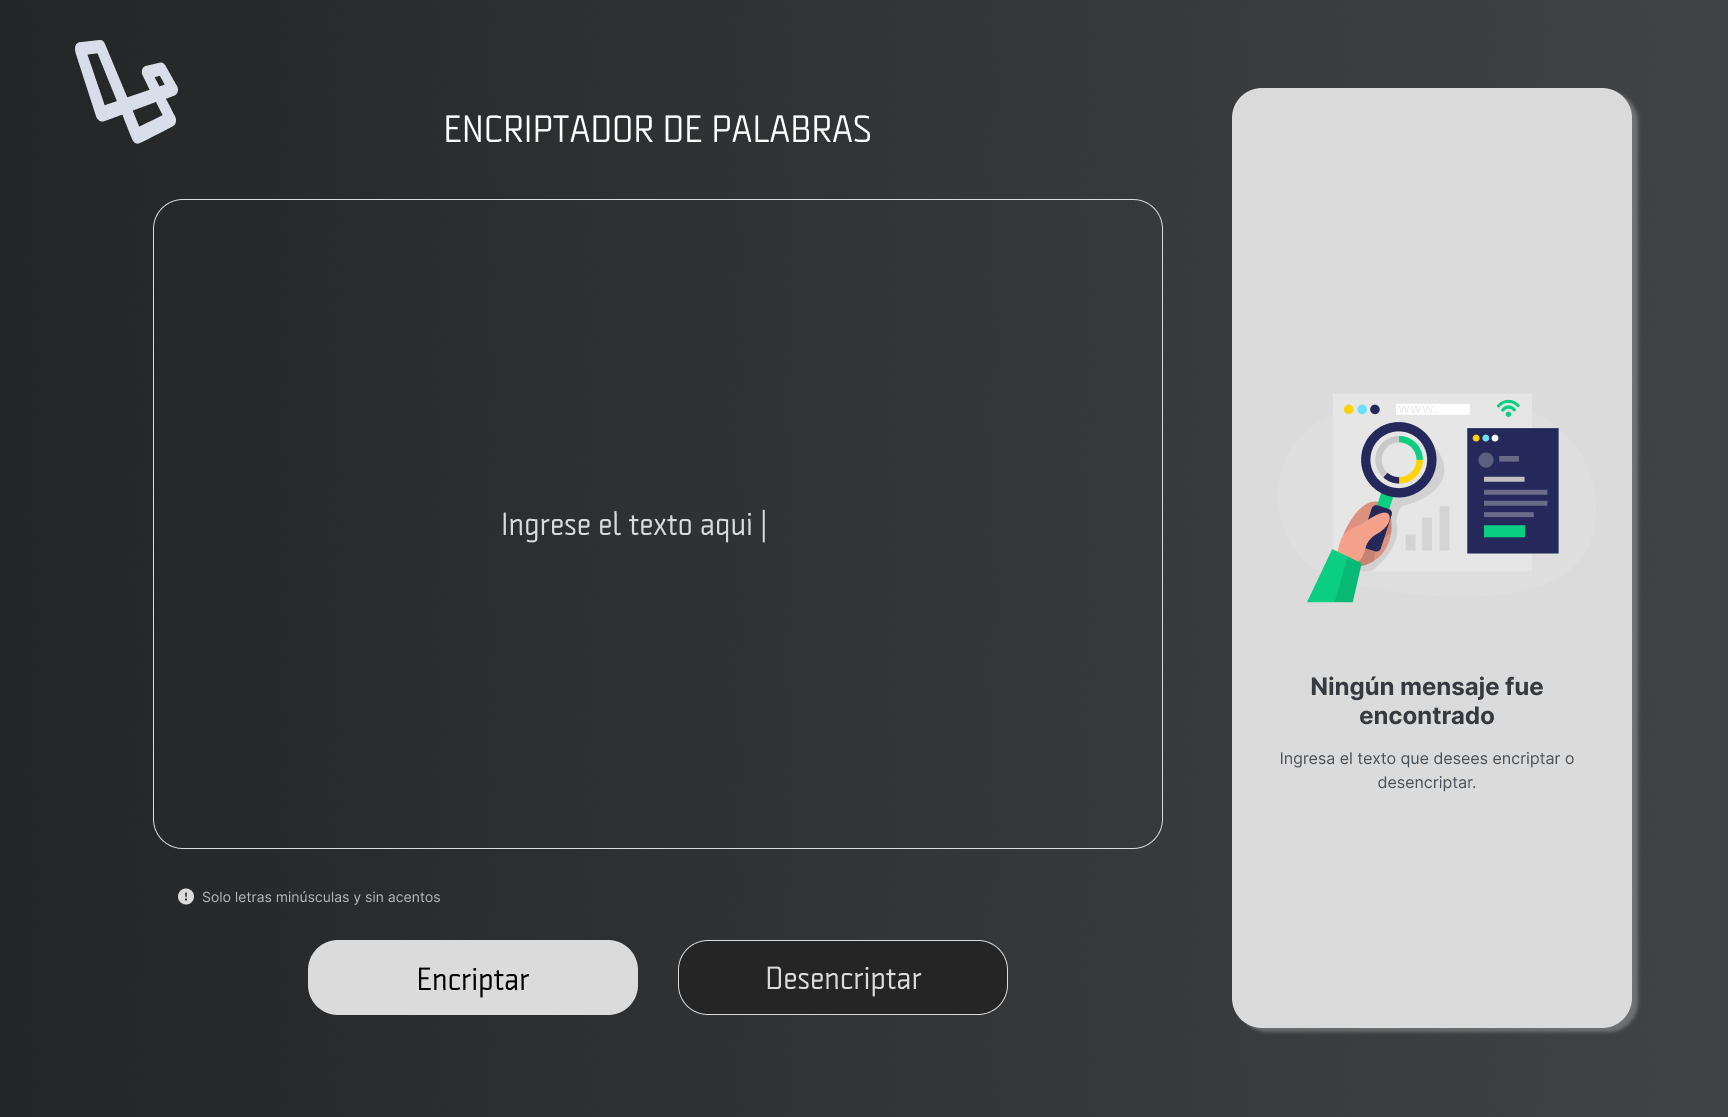 ENCRIPTADOR DE PALABRAS
Ingrese el texto aqui |
Solo letras minúsculas y sin acentos
Encriptar
Desencriptar
www.
Ningún mensaje fue
encontrado
Ingresa el texto que desees encriptar o
desencriptar.